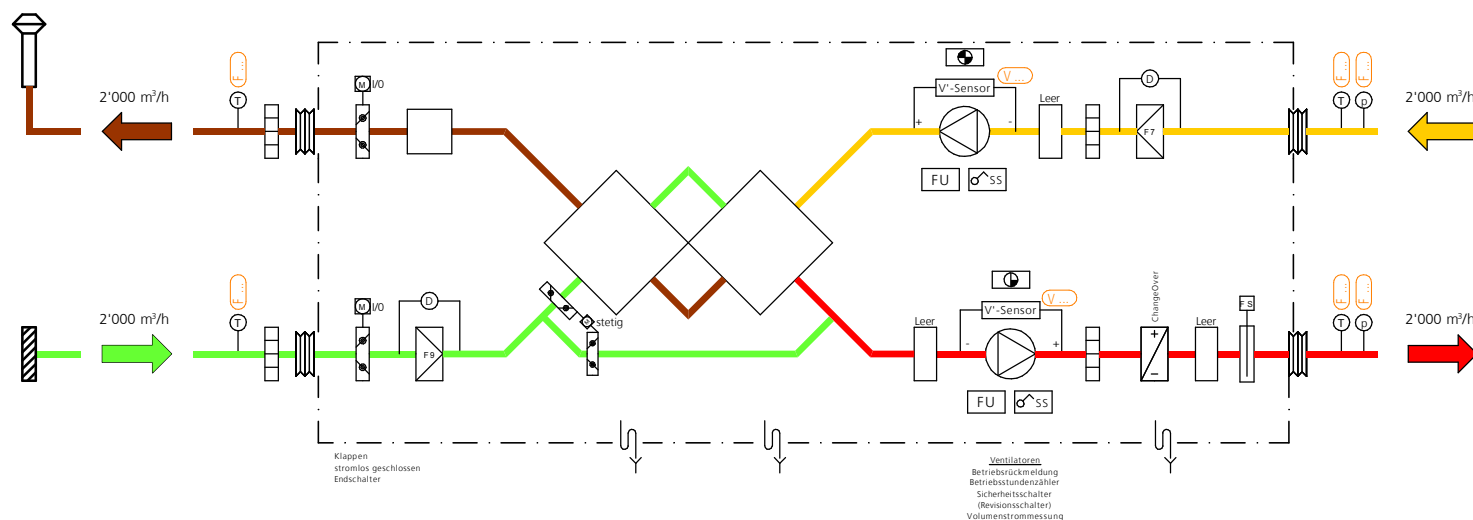 F ...
V ...
F ...
F ...
M
I/0
D
V'-Sensor
Leer
2'000 m³/h
T
T
p
2'000 m³/h
+
-
F7
FU
SS
F ...
V ...
F ...
F ...
ChangeOver
2'000 m³/h
T
M
I/0
D
stetig
Leer
V'-Sensor
FS
T
p
2'000 m³/h
-
+
+
-
Leer
F9
FU
SS
Klappen
stromlos geschlossen
Endschalter
Ventilatoren
Betriebsrückmeldung
Betriebsstundenzähler
Sicherheitsschalter
(Revisionsschalter)
Volumenstrommessung